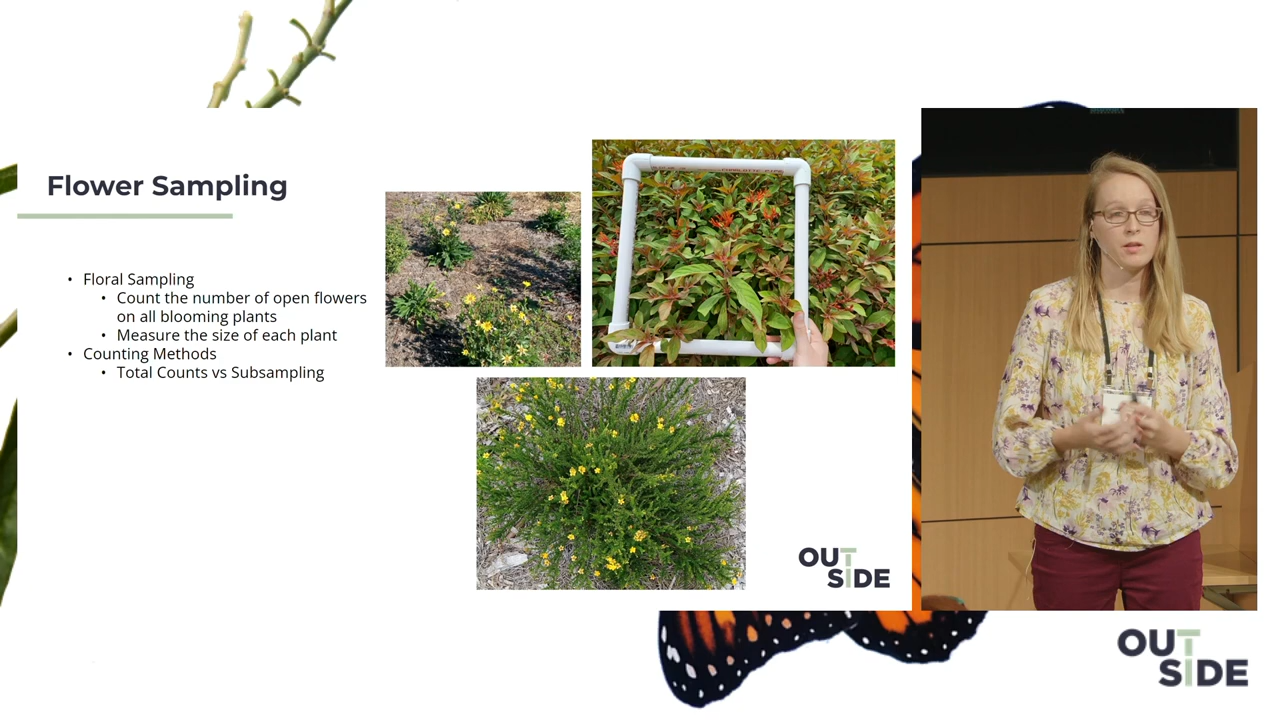 Flower Sampling
• Floral Sampling
• Count the number of open flowers
on all blooming plants
• Measure the size of each plant
• Counting Methods
• Total Counts vs Subsampling
OUT
SIDE
OUT
SIDE